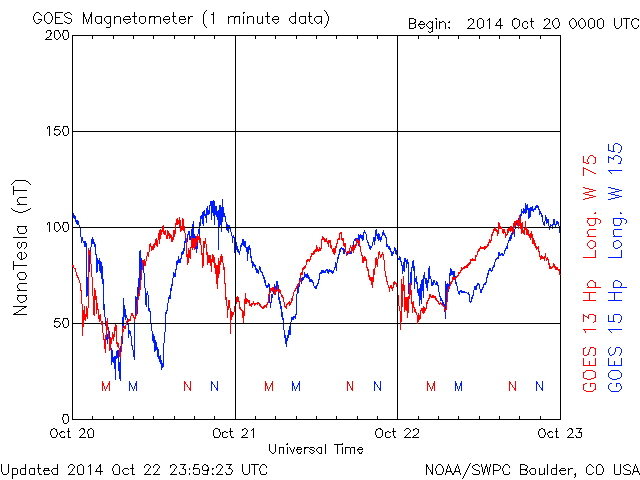 GOES Magnetometer (1 minute data)
Begin: 2014 Oct 20 0000 UTC
200
150
100
50
0
NanoTesla (nT)
M M N N M M N N M M N N
Oct 20 Oct 21 Oct 22 Oct 23
Universal Time
GOES 13 Hp Long. W 75
GOES 15 Hp Long. W 135
Updated 2014 Oct 22 23:59:23 UTC
NOAA/SWPC Boulder, CO USA